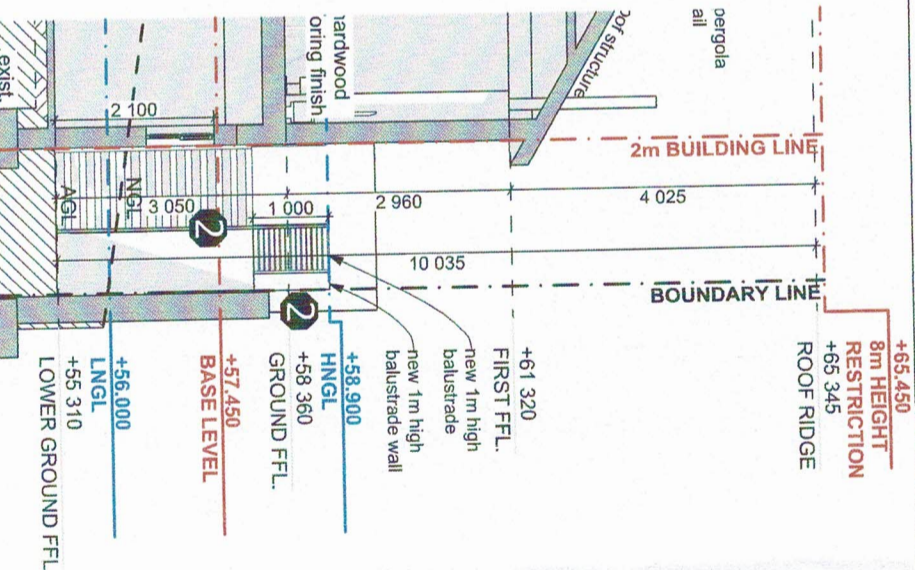 +65.450
8m HEIGHT
RESTRICTION
+65 345
ROOF RIDGE
pergola
ail
of structure
4 025
2m BUILDING LINE
BOUNDARY LINE
+61 320
FIRST FFL.
new 1m high
balustrade
new 1m high
balustrade wall
2 960
10 035
hardwood
oring finish
+58.900
HNGL
+58 360
GROUND FFL.
1 000
2
2
+57.450
BASE LEVEL
2 100
3 050
NGL
AGL
+56.000
LNGL
+55 310
LOWER GROUND FFL
exist.